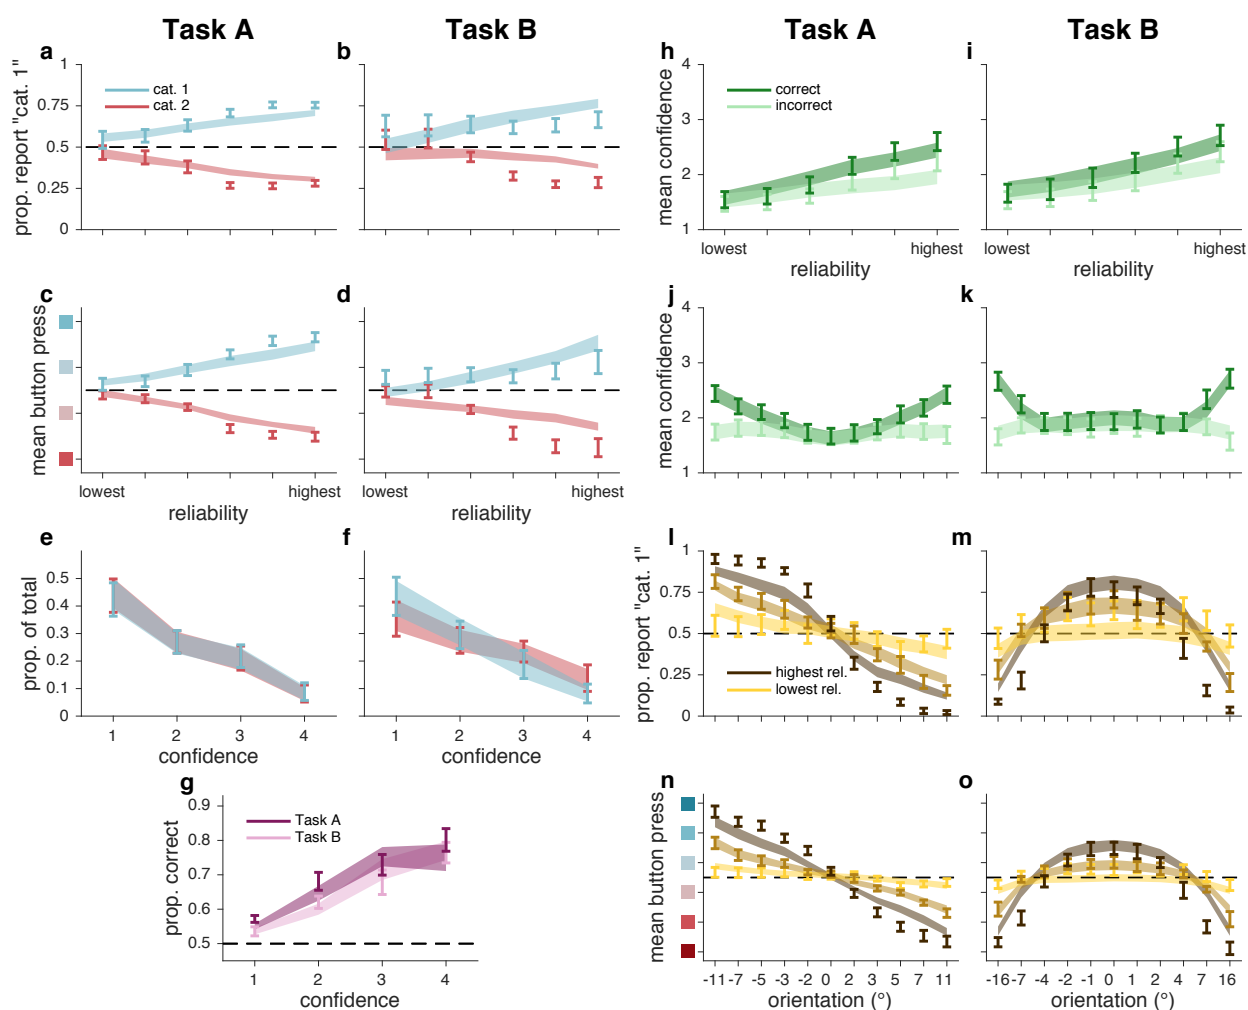 Task A
Task B
Task A
Task B
a
b
h
i
prop. report "cat. 1"
1
0.75
0.5
0.25
0
cat. 1
cat. 2
mean confidence
4
3
2
1
correct
incorrect
lowest
highest
lowest
highest
reliability
reliability
c
d
j
k
mean button press
lowest
highest
lowest
highest
reliability
reliability
mean confidence
4
3
2
1
e
f
l
m
prop. of total
0.5
0.4
0.3
0.2
0.1
0
1 2 3 4
1 2 3 4
confidence
confidence
prop. report "cat. 1"
1
0.75
0.5
0.25
0
highest rel.
lowest rel.
g
n
o
prop. correct
0.9
0.8
0.7
0.6
0.5
Task A
Task B
1 2 3 4
confidence
mean button press
-11 -7 -5 -3 -2 0 2 3 5 7 11
-16 -7 -4 -2 -1 0 1 2 4 7 16
orientation (°)
orientation (°)